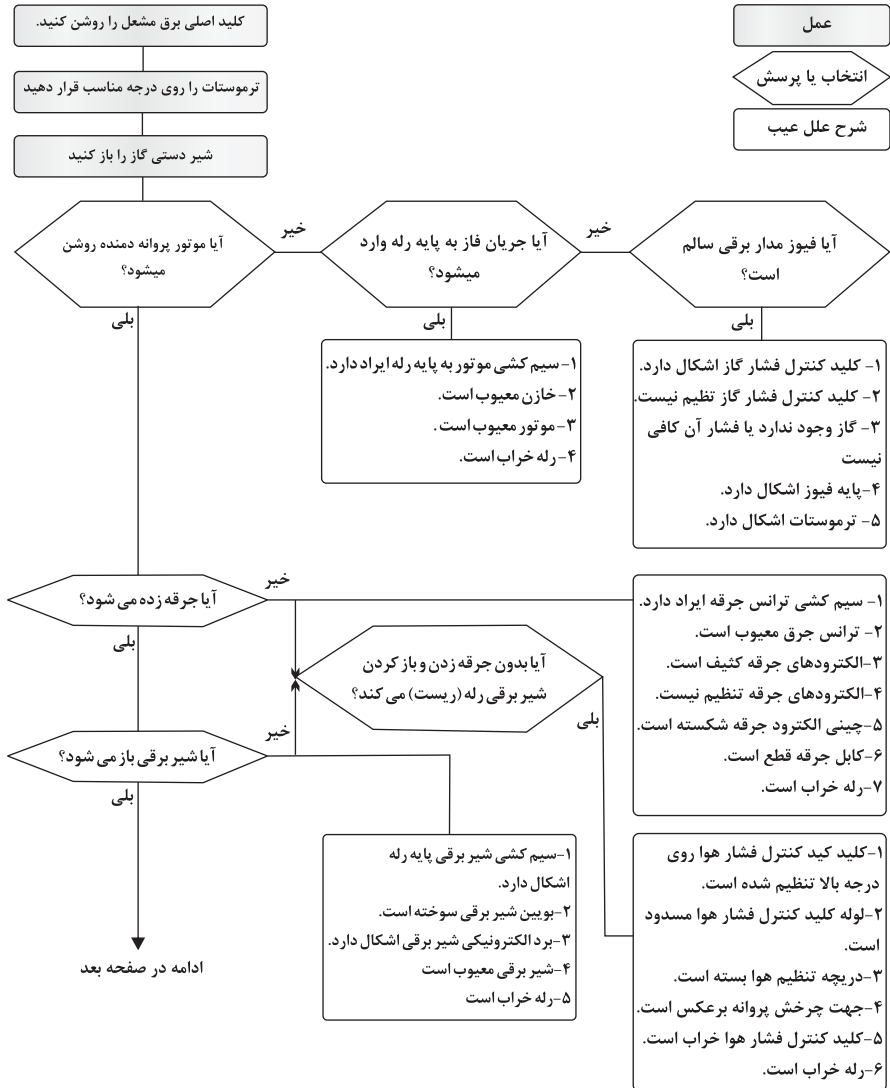 کلید اصلی برق مشعل را روشن کنید.
ترموستات را روی درجه مناسب قرار دهید
شیر دستی گاز را باز کنید
عمل
انتخاب یا پرسش
شرح علل عیب
آیا موتور پروانه دمنده روشن
میشود؟
خیر
آیا جریان فاز به پایه رله وارد
میشود؟
خیر
آیا فیوز مدار برقی سالم
است؟
بلی
بلی
بلی
۱-سیم کشی موتور به پایه رله ایراد دارد.
۲-خازن معیوب است.
۳-موتور معیوب است .
۴-رله خراب است.
۱- کلید کنترل فشار گاز اشکال دارد.
۲- کلید کنترل فشار گاز تظیم نیست.
۳- گاز وجود ندارد یا فشار آن کافی
نیست
۴-پایه فیوز اشکال دارد.
۵- ترموستات اشکال دارد.
آیا جرقه زده می شود؟
خیر
بلی
آیا بدون جرقه زدن و باز کردن
شیر برقی رله (ریست) می کند؟
بلی
۱- سیم کشی ترانس جرقه ایراد دارد.
۲- ترانس جرق معیوب است.
۳-الکترودهای جرقه کثیف است.
۴-الکترودهای جرقه تنظیم نیست.
۵-چینی الکترود جرقه شکسته است.
۶-کابل جرقه قطع است.
۷-رله خراب است.
آیا شیر برقی باز می شود؟
خیر
بلی
۱-سیم کشی شیر برقی پایه رله
اشکال دارد.
۲-بویین شیر برقی سوخته است.
۳-برد الکترونیکی شیر برقی اشکال دارد.
۴-شیر برقی معیوب است
۵-رله خراب است
۱-کلید کید کنترل فشار هوا روی
درجه بالا تنظیم شده است.
۲-لوله کلید کنترل فشار هوا مسدود
است.
۳-دریچه تنظیم هوا بسته است.
۴-جهت چرخش پروانه برعکس است.
۵-کلید کنترل فشار هوا خراب است.
۶-رله خراب است.
ادامه در صفحه بعد